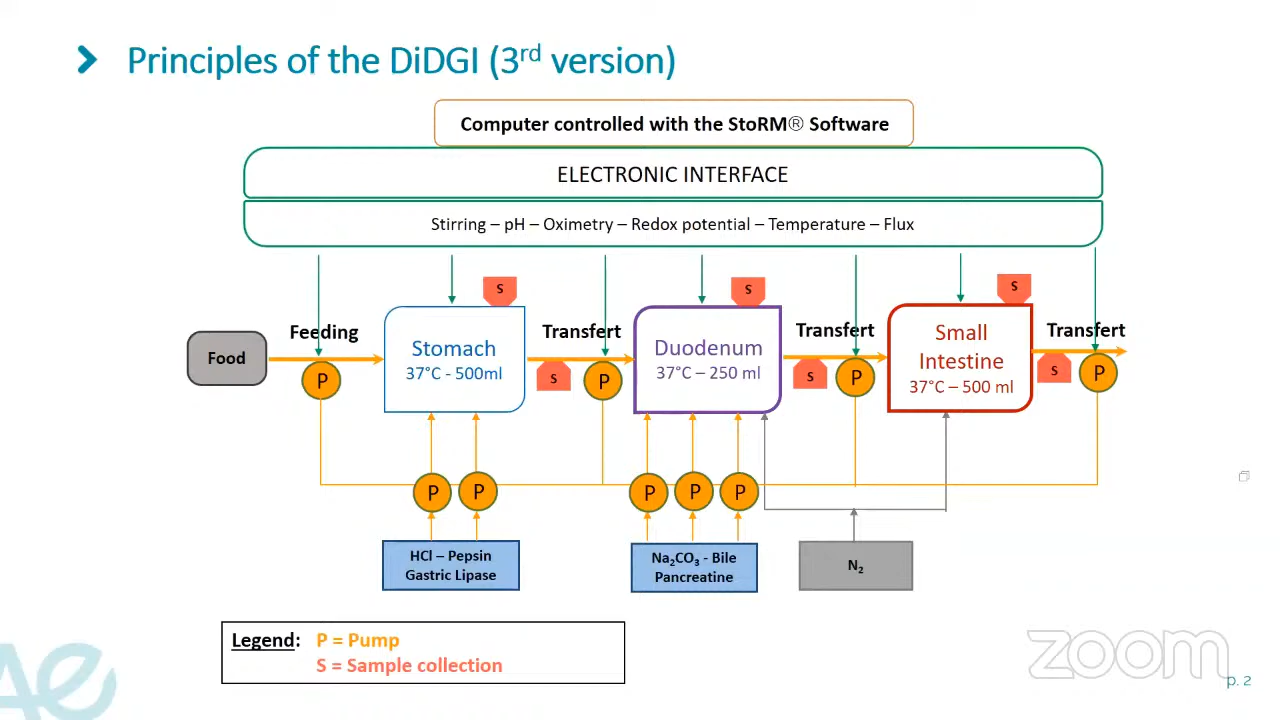 Principles of the DiDGI (3rd version)
Computer controlled with the StoRM® Software
ELECTRONIC INTERFACE
Stirring – pH – Oximetry – Redox potential – Temperature – Flux
S
S
S
Food
Feeding
P
Stomach
37°C - 500ml
Transfert
S
P
Duodenum
37°C – 250 ml
Transfert
S
P
Small
Intestine
37°C – 500 ml
Transfert
S
P
P
P
P
P
P
HCl – Pepsin
Gastric Lipase
Na2CO3 - Bile
Pancreatine
N2
Legend:
P = Pump
S = Sample collection
zoom
p. 2